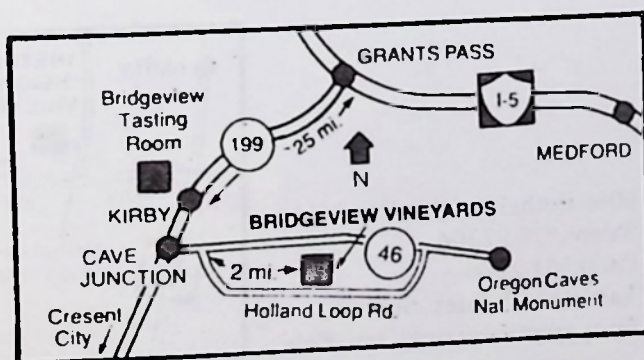 GRANTS PASS
Bridgeview
Tasting
Room
199
25 mi.
I-5
MEDFORD
N
KIRBY
BRIDGEVIEW VINEYARDS
CAVE
JUNCTION
2 mi.
46
Oregon Caves
Nat. Monument
Holland Loop Rd.
Cresent
City